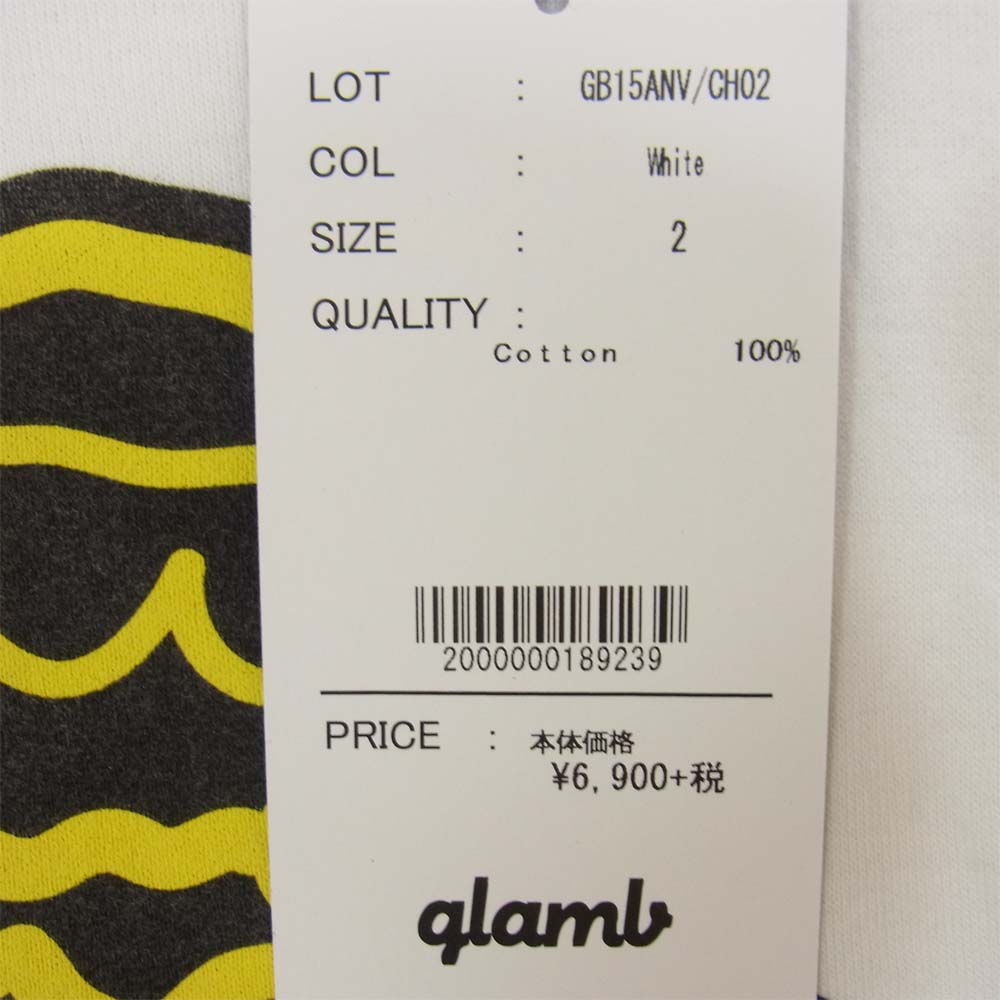 LOT : GB15ANV/CH02
COL : White
SIZE : 2
QUALITY :
Cotton 100%
2000000189239
PRICE : 本体価格
¥6,900+税
glamb